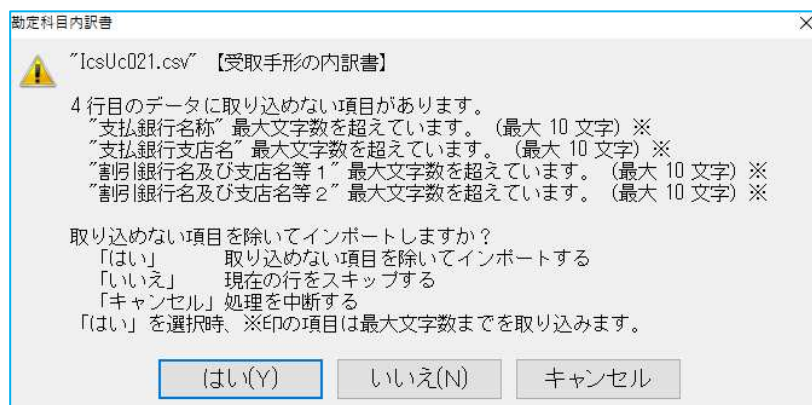 勘定科目内訳書
"IcsUc021.csv" 【受取手形の内訳書】
4行目のデータに取り込めない項目があります。
"支払銀行名称" 最大文字数を超えています。（最大 10 文字）※
"支払銀行支店名" 最大文字数を超えています。（最大 10 文字）※
"割引銀行名及び支店名等１" 最大文字数を超えています。（最大 10 文字）※
"割引銀行名及び支店名等２" 最大文字数を超えています。（最大 10 文字）※
取り込めない項目を除いてインポートしますか？
「はい」 取り込めない項目を除いてインポートする
「いいえ」 現在の行をスキップする
「キャンセル」処理を中断する
「はい」を選択時、※印の項目は最大文字数までを取り込みます。
はい(Y) いいえ(N) キャンセル